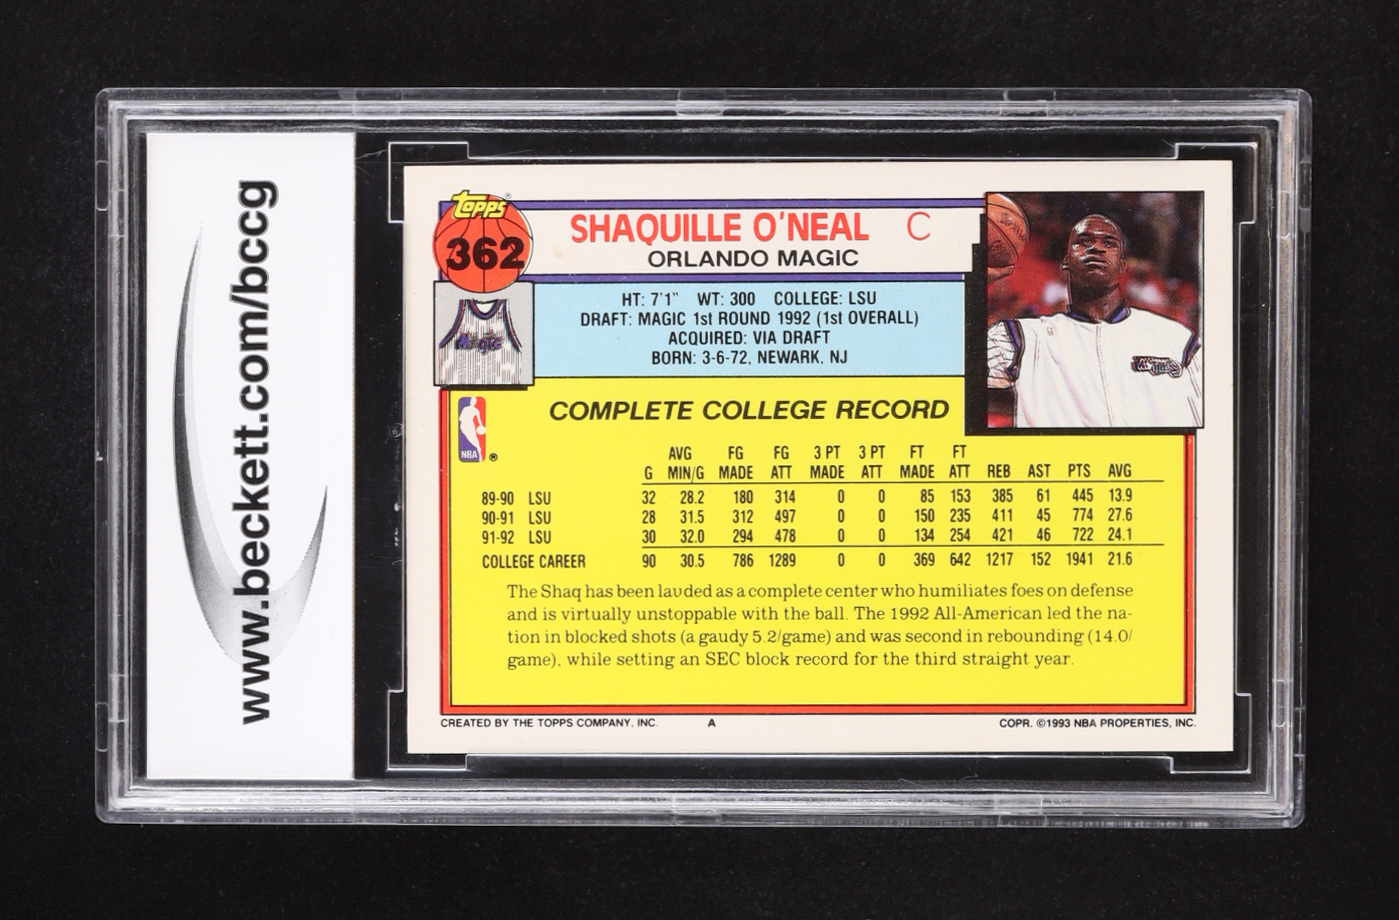 www.beckett.com/bccg
Topps
362
SHAQUILLE O'NEAL C
ORLANDO MAGIC
Magic
HT: 7'1" WT: 300 COLLEGE: LSU
DRAFT: MAGIC 1st ROUND 1992 (1st OVERALL)
ACQUIRED: VIA DRAFT
BORN: 3-6-72, NEWARK, NJ
NBA ®
COMPLETE COLLEGE RECORD
AVG FG FG 3 PT 3 PT FT FT
G MIN/G MADE ATT MADE ATT MADE ATT REB AST PTS AVG
89-90 LSU 32 28.2 180 314 0 0 85 153 385 61 445 13.9
90-91 LSU 28 31.5 312 497 0 0 150 235 411 45 774 27.6
91-92 LSU 30 32.0 294 478 0 0 134 254 421 46 722 24.1
COLLEGE CAREER 90 30.5 786 1289 0 0 369 642 1217 152 1941 21.6
The Shaq has been lauded as a complete center who humiliates foes on defense
and is virtually unstoppable with the ball. The 1992 All-American led the na-
tion in blocked shots (a gaudy 5.2/game) and was second in rebounding (14.0/
game), while setting an SEC block record for the third straight year.
CREATED BY THE TOPPS COMPANY, INC. A COPR. ©1993 NBA PROPERTIES, INC.